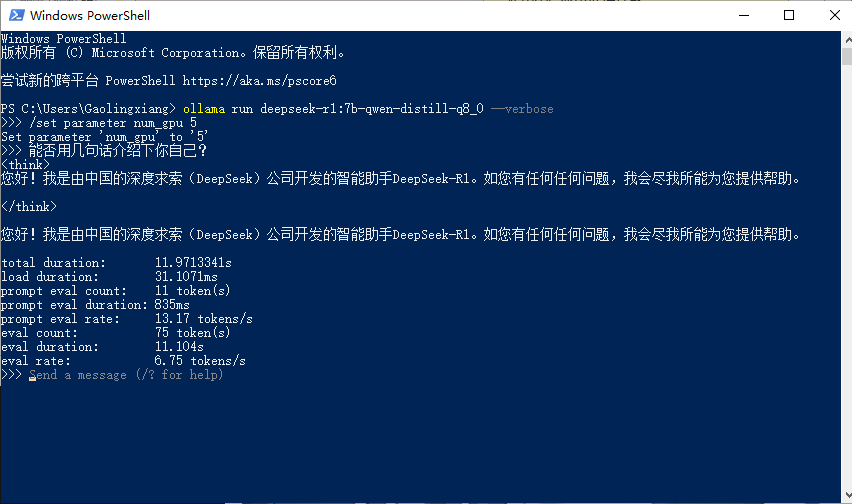 Windows PowerShell
Windows PowerShell
版权所有 (C) Microsoft Corporation。保留所有权利。
尝试新的跨平台 PowerShell https://aka.ms/pscore6
PS C:\Users\Gaolingxiang> ollama run deepseek-r1:7b-qwen-distill-q8_0 --verbose
>>> /set parameter num_gpu 5
Set parameter 'num_gpu' to '5'
>>> 能否用几句话介绍下你自己？
<think>
您好！我是由中国的深度求索（DeepSeek）公司开发的智能助手DeepSeek-R1。如您有任何任何问题，我会尽我所能为您提供帮助。
</think>
您好！我是由中国的深度求索（DeepSeek）公司开发的智能助手DeepSeek-R1。如您有任何任何问题，我会尽我所能为您提供帮助。
total duration: 11.9713341s
load duration: 31.1071ms
prompt eval count: 11 token(s)
prompt eval duration: 835ms
prompt eval rate: 13.17 tokens/s
eval count: 75 token(s)
eval duration: 11.104s
eval rate: 6.75 tokens/s
>>> Send a message (/? for help)